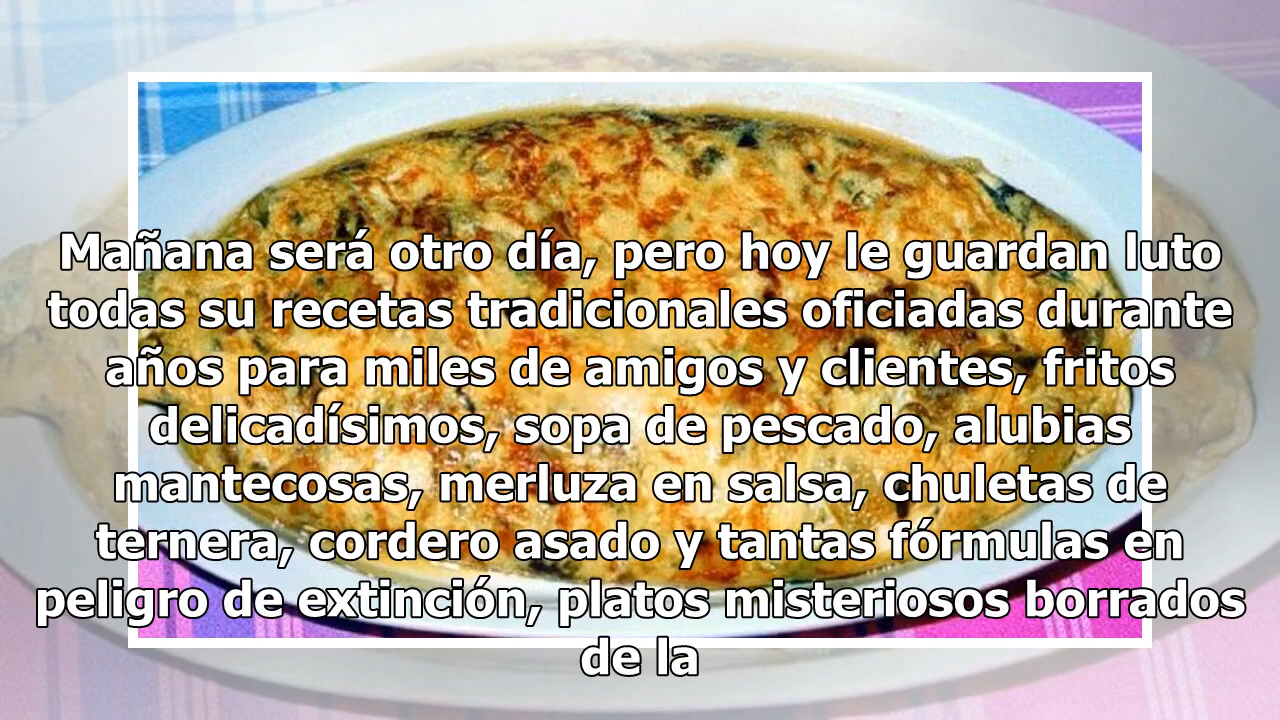 Mañana será otro día, pero hoy le guardan luto
todas su recetas tradicionales oficiadas durante
años para miles de amigos y clientes, fritos
delicadísimos, sopa de pescado, alubias
mantecosas, merluza en salsa, chuletas de
ternera, cordero asado y tantas fórmulas en
peligro de extinción, platos misteriosos borrados
de la